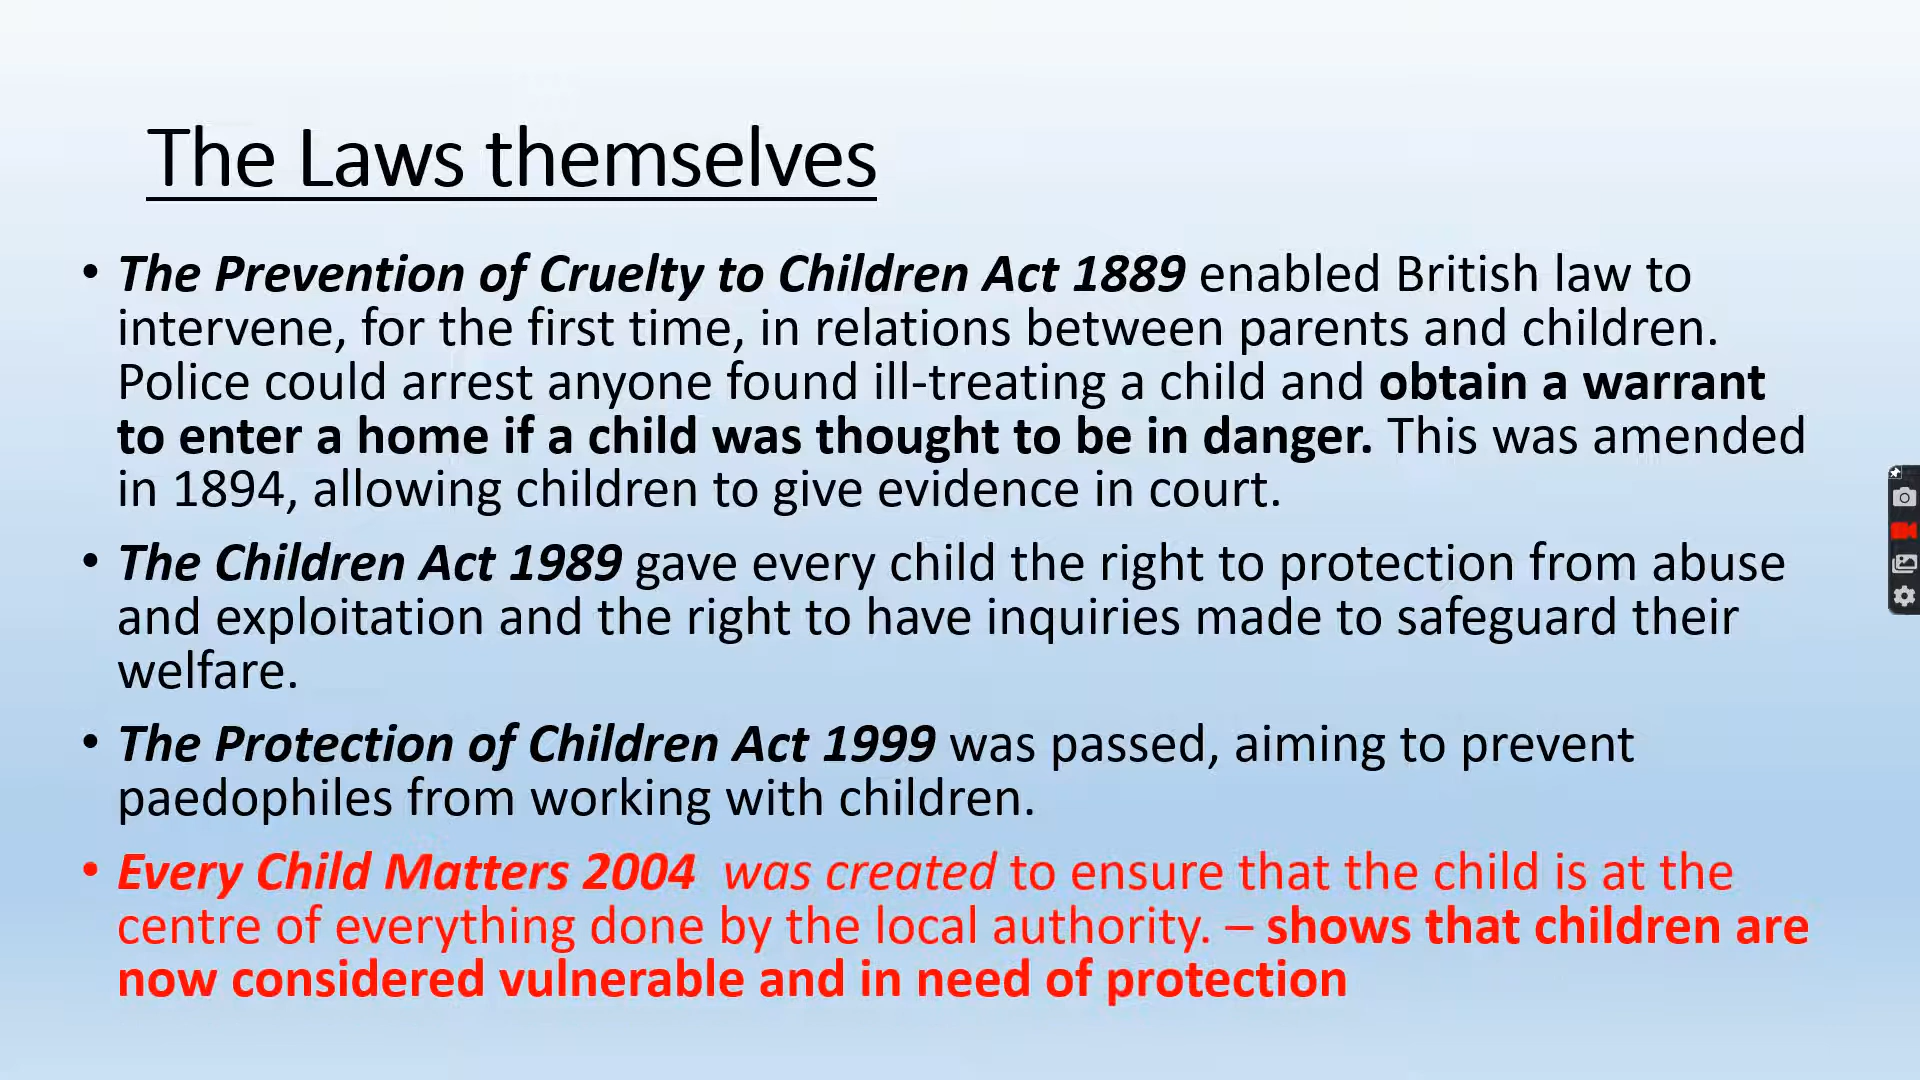 The Laws themselves
• The Prevention of Cruelty to Children Act 1889 enabled British law to
intervene, for the first time, in relations between parents and children.
Police could arrest anyone found ill-treating a child and obtain a warrant
to enter a home if a child was thought to be in danger. This was amended
in 1894, allowing children to give evidence in court.
• The Children Act 1989 gave every child the right to protection from abuse
and exploitation and the right to have inquiries made to safeguard their
welfare.
• The Protection of Children Act 1999 was passed, aiming to prevent
paedophiles from working with children.
• Every Child Matters 2004  was created to ensure that the child is at the
centre of everything done by the local authority. – shows that children are
now considered vulnerable and in need of protection